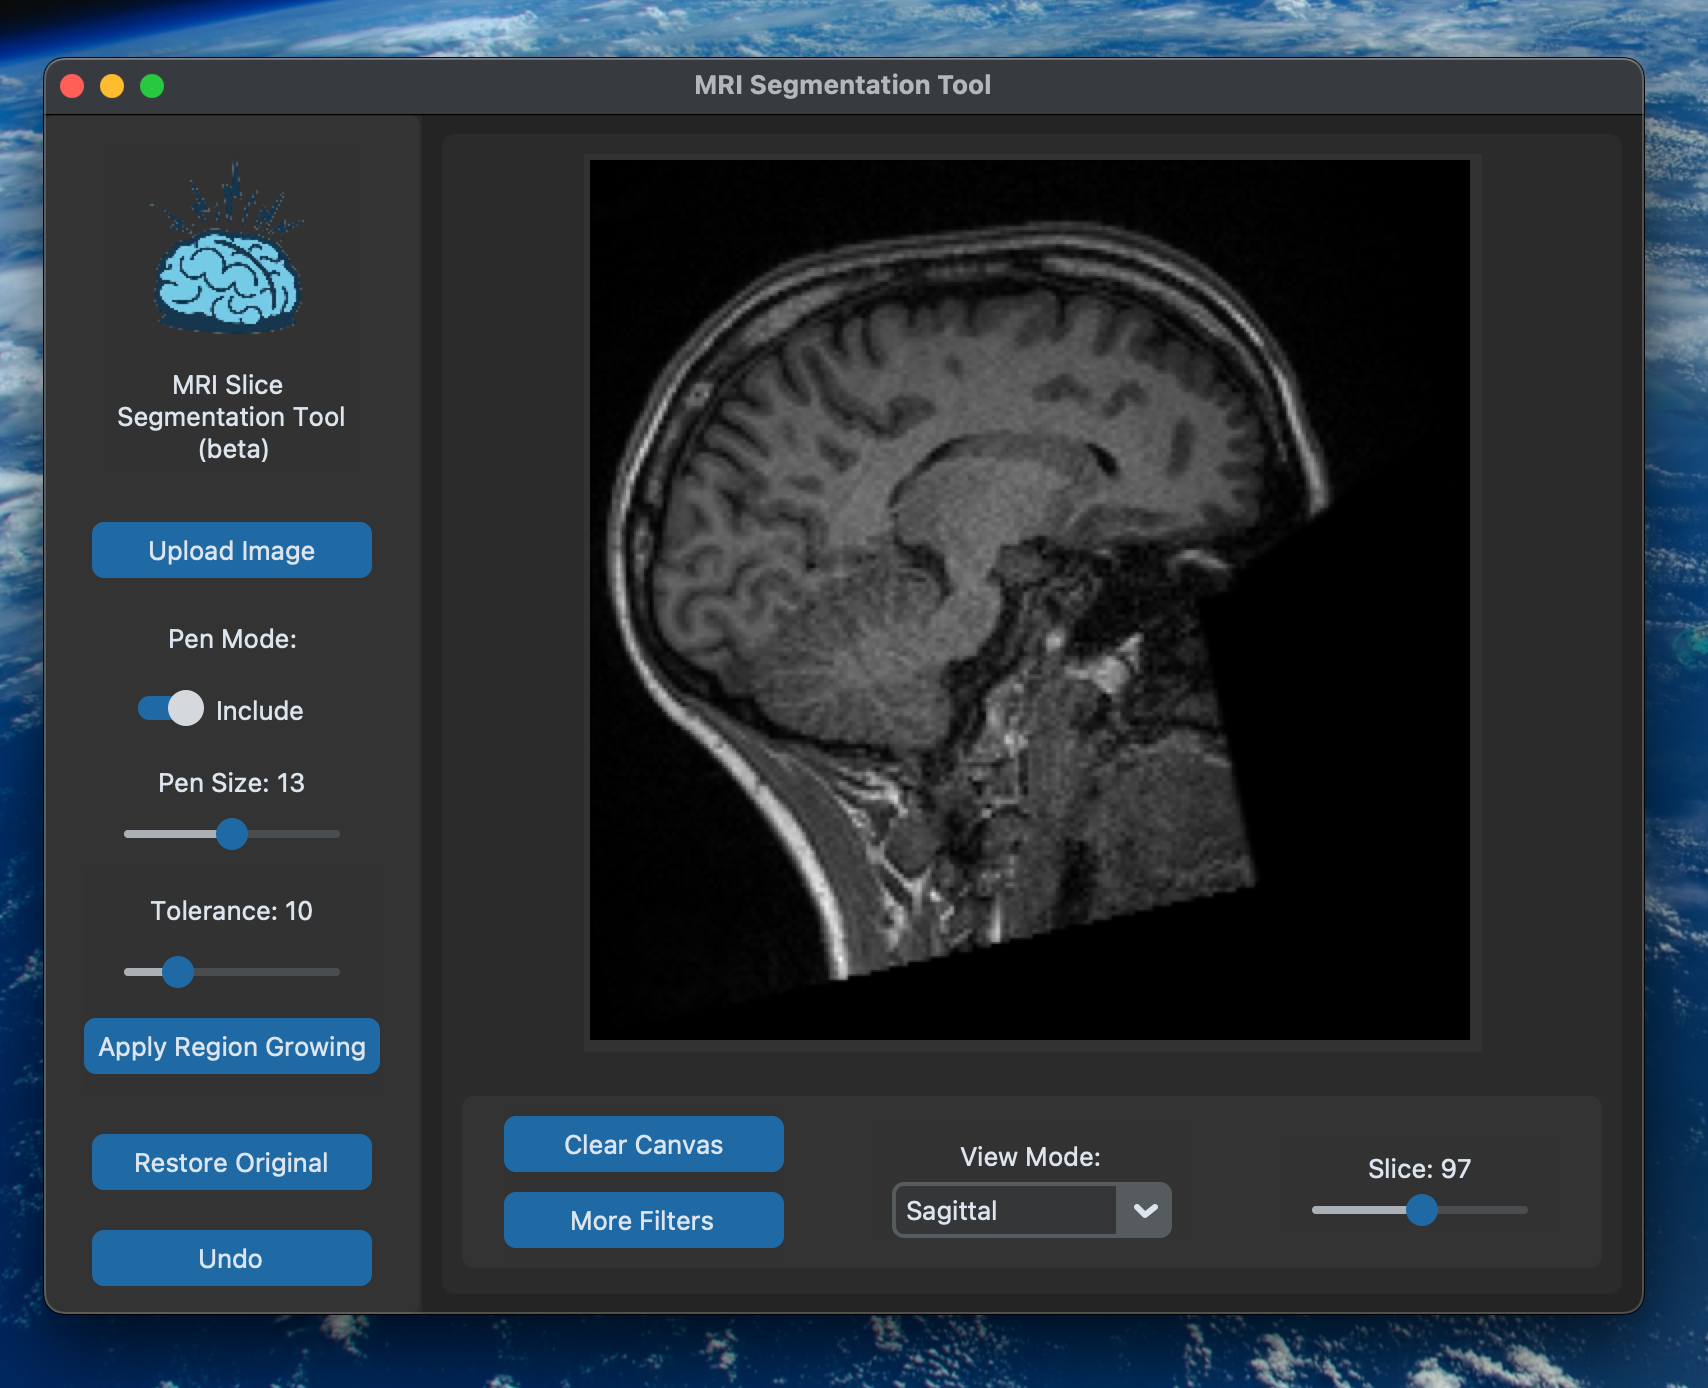 MRI Segmentation Tool
MRI Slice
Segmentation Tool
(beta)
Upload Image
Pen Mode:
Include
Pen Size: 13
Tolerance: 10
Apply Region Growing
Restore Original
Undo
Clear Canvas
More Filters
View Mode:
Sagittal
Slice: 97